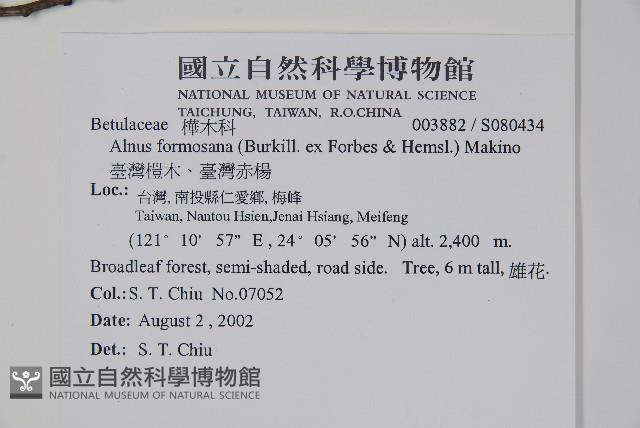 國立自然科學博物館
NATIONAL MUSEUM OF NATURAL SCIENCE
TAICHUNG, TAIWAN, R.O.CHINA
Betulaceae 樺木科 003882 / S080434
Alnus formosana (Burkill. ex Forbes & Hemsl.) Makino
臺灣榿木、臺灣赤楊
Loc.: 台灣, 南投縣仁愛鄉, 梅峰
Taiwan, Nantou Hsien,Jenai Hsiang, Meifeng
(121° 10' 57" E , 24° 05' 56" N) alt. 2,400 m.
Broadleaf forest, semi-shaded, road side. Tree, 6 m tall, 雄花.
Col.: S. T. Chiu No.07052
Date: August 2 , 2002
Det.: S. T. Chiu
國立自然科學博物館
NATIONAL MUSEUM OF NATURAL SCIENCE